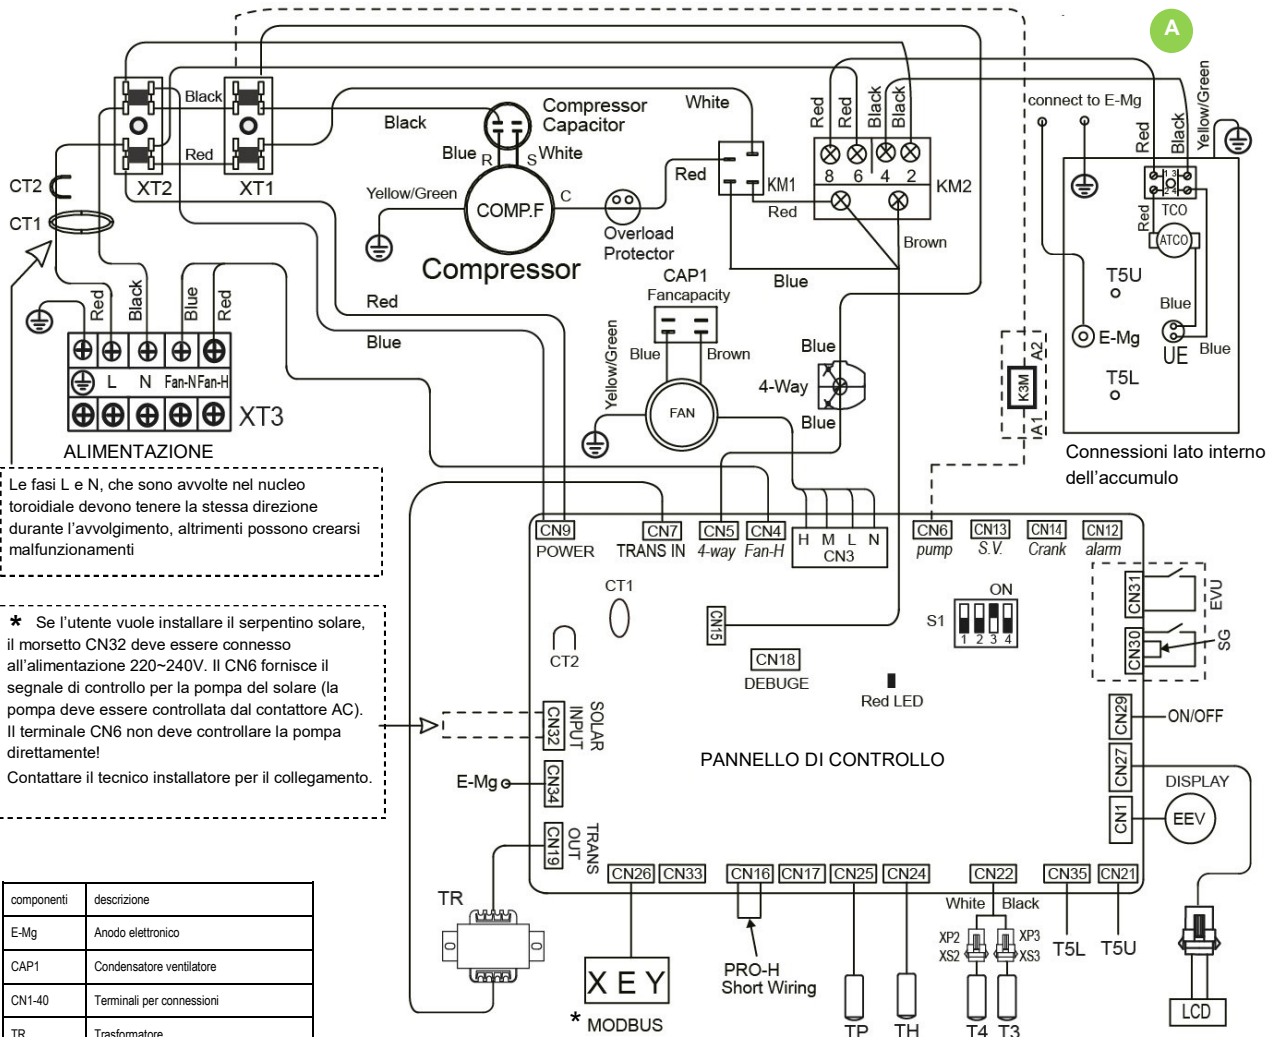 A
Black
Red
XT2
XT1
CT2
CT1
Black
Compressor
Capacitor
Blue
R
S
White
Yellow/Green
COMP.F
C
Compressor
Overload
Protector
White
Red
KM1
Red
Red
Red
Black
Black
8
6
4
2
KM2
Brown
Blue
connect to E-Mg
Red
Black
Yellow/Green
1
3
2
4
TCO
Red
ATCO
T5U
Blue
E-Mg
UE
Blue
T5L
Connessioni lato interno
dell'accumulo
Red
Black
Blue
Red
L
N
Fan-N
Fan-H
XT3
ALIMENTAZIONE
Red
Blue
CAP1
Fancapacity
Blue
Brown
Yellow/Green
FAN
Blue
4-Way
Blue
A2
K3M
A1
Le fasi L e N, che sono avvolte nel nucleo
toroidiale devono tenere la stessa direzione
durante l'avvolgimento, altrimenti possono crearsi
malfunzionamenti
* Se l'utente vuole installare il serpentino solare,
il morsetto CN32 deve essere connesso
all'alimentazione 220~240V. Il CN6 fornisce il
segnale di controllo per la pompa del solare (la
pompa deve essere controllata dal contattore AC).
Il terminale CN6 non deve controllare la pompa
direttamente!
Contattare il tecnico installatore per il collegamento.
CN9
POWER
CN7
TRANS IN
CN5
4-way
CN4
Fan-H
H M L N
CN3
CN6
pump
CN13
S.V.
CN14
Crank
CN12
alarm
CT1
CT2
CN15
CN18
DEBUGE
Red LED
ON
S1
1 2 3 4
CN31
EVU
CN30
SG
CN29
ON/OFF
CN27
CN1
DISPLAY
EEV
CN32
SOLAR
INPUT
E-Mg
CN34
CN19
TRANS
OUT
PANNELLO DI CONTROLLO
CN26
CN33
CN16
CN17
CN25
CN24
CN22
CN35
CN21
White
Black
XP2
XS2
XP3
XS3
T5L
T5U
TR
XEY
* MODBUS
PRO-H
Short Wiring
TP
TH
T4
T3
LCD
componenti descrizione
E-Mg Anodo elettronico
CAP1 Condensatore ventilatore
CN1-40 Terminali per connessioni
TR Trasformatore